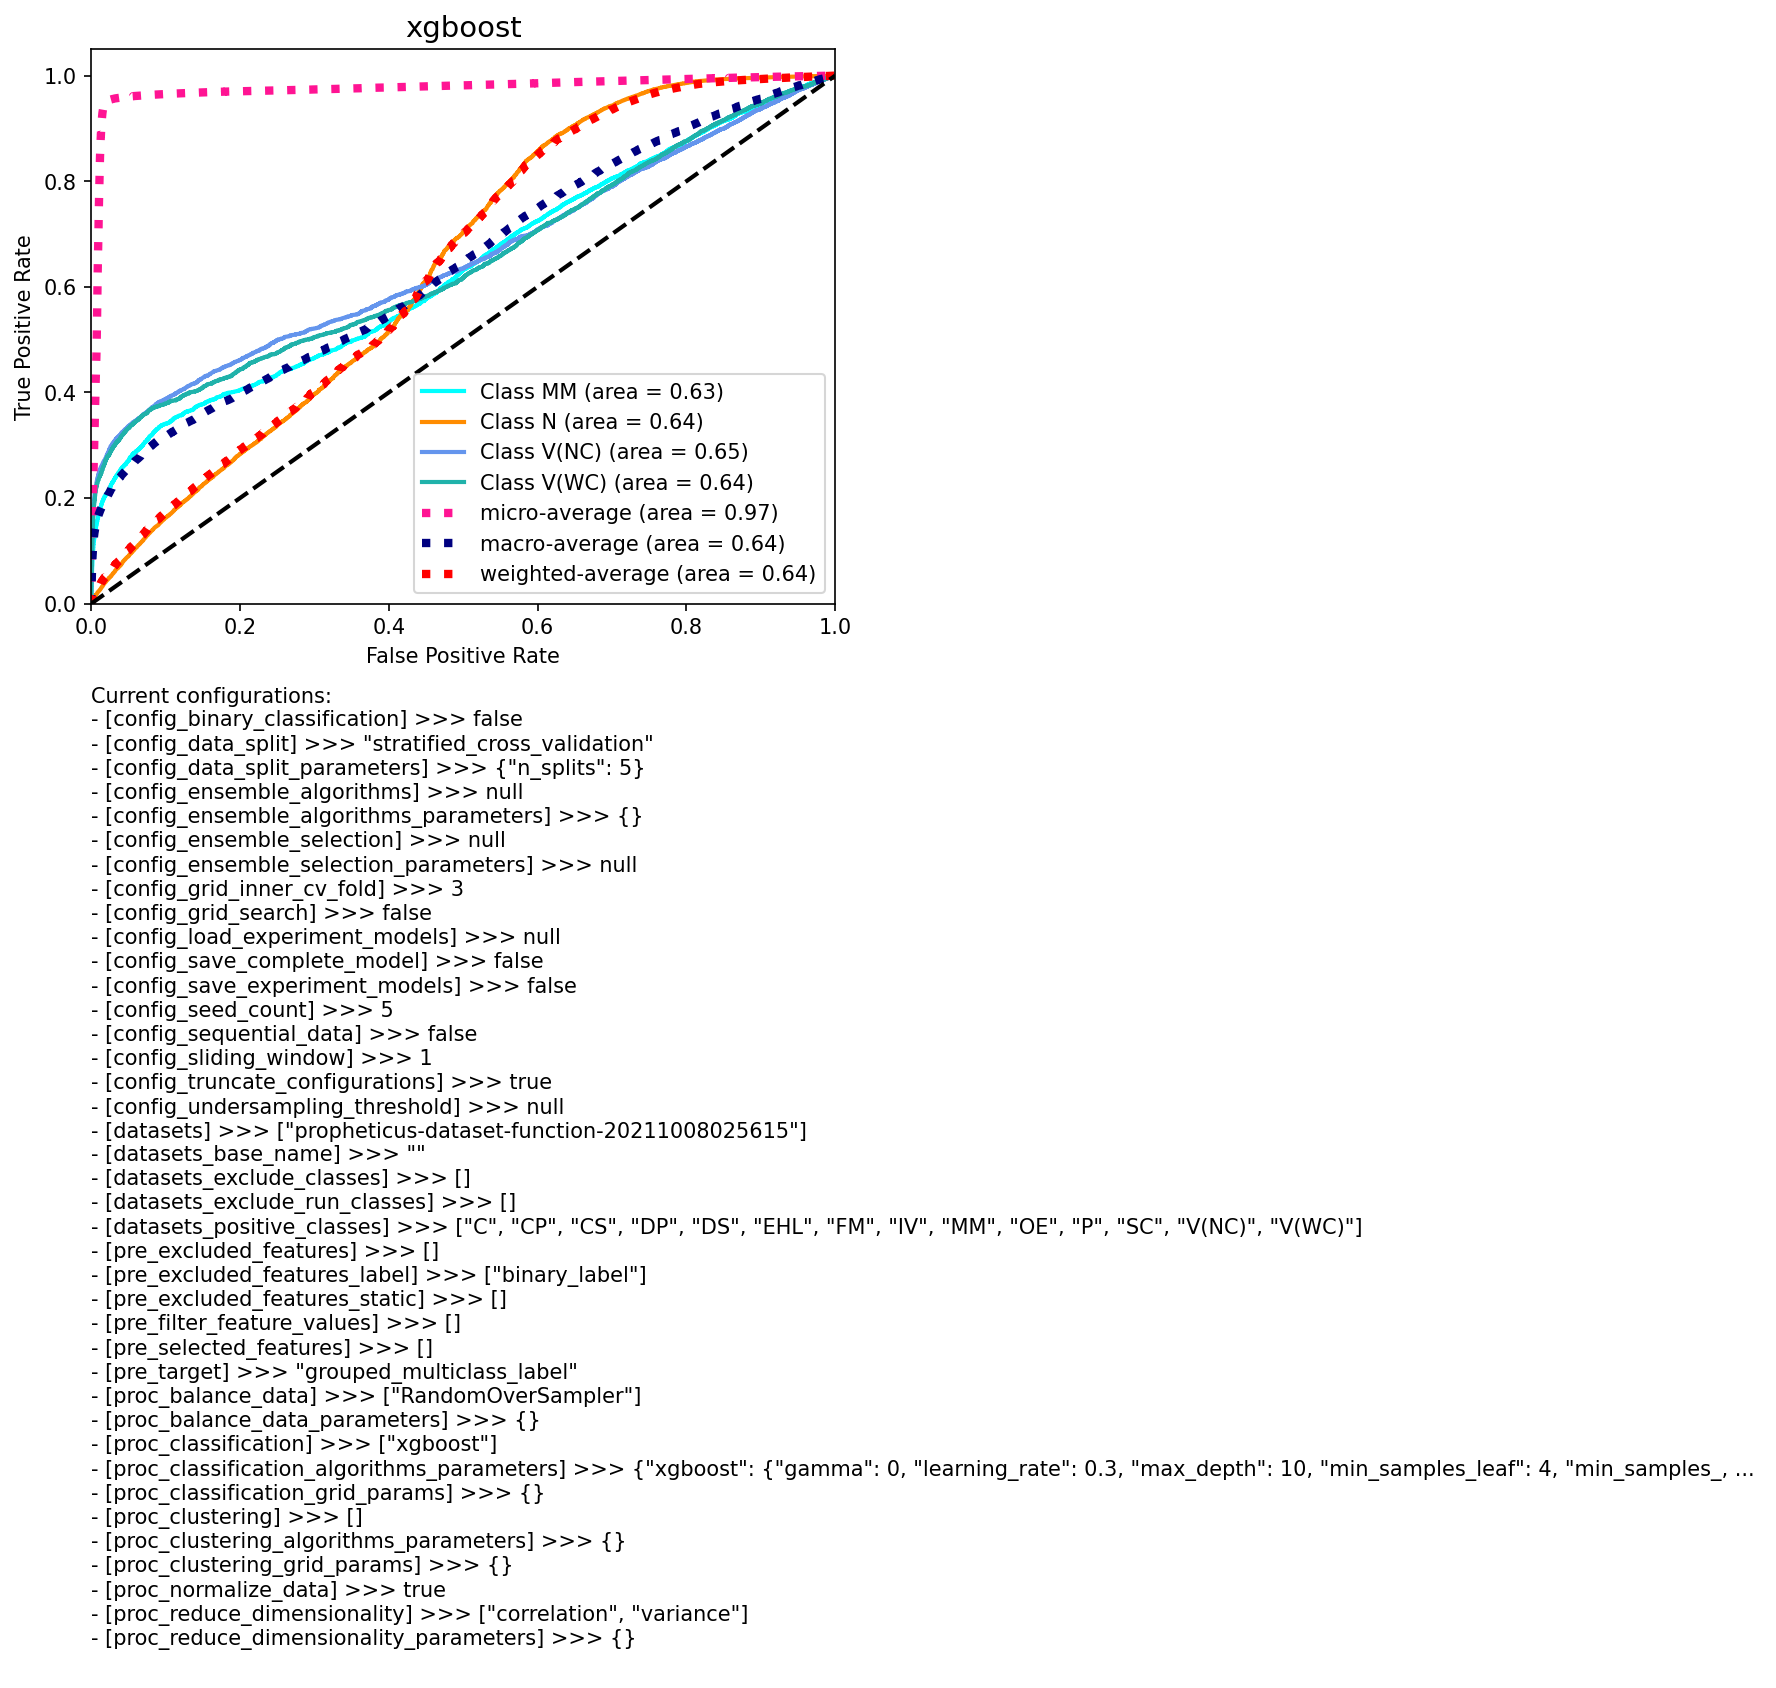 xgboost
1.0
0.8
0.6
0.4
0.2
0.0
True Positive Rate
Class MM (area = 0.63)
Class N (area = 0.64)
Class V(NC) (area = 0.65)
Class V(WC) (area = 0.64)
micro-average (area = 0.97)
macro-average (area = 0.64)
weighted-average (area = 0.64)
0.0 0.2 0.4 0.6 0.8 1.0
False Positive Rate
Current configurations:
- [config_binary_classification] >>> false
- [config_data_split] >>> "stratified_cross_validation"
- [config_data_split_parameters] >>> {"n_splits": 5}
- [config_ensemble_algorithms] >>> null
- [config_ensemble_algorithms_parameters] >>> {}
- [config_ensemble_selection] >>> null
- [config_ensemble_selection_parameters] >>> null
- [config_grid_inner_cv_fold] >>> 3
- [config_grid_search] >>> false
- [config_load_experiment_models] >>> null
- [config_save_complete_model] >>> false
- [config_save_experiment_models] >>> false
- [config_seed_count] >>> 5
- [config_sequential_data] >>> false
- [config_sliding_window] >>> 1
- [config_truncate_configurations] >>> true
- [config_undersampling_threshold] >>> null
- [datasets] >>> ["propheticus-dataset-function-20211008025615"]
- [datasets_base_name] >>> ""
- [datasets_exclude_classes] >>> []
- [datasets_exclude_run_classes] >>> []
- [datasets_positive_classes] >>> ["C", "CP", "CS", "DP", "DS", "EHL", "FM", "IV", "MM", "OE", "P", "SC", "V(NC)", "V(WC)"]
- [pre_excluded_features] >>> []
- [pre_excluded_features_label] >>> ["binary_label"]
- [pre_excluded_features_static] >>> []
- [pre_filter_feature_values] >>> []
- [pre_selected_features] >>> []
- [pre_target] >>> "grouped_multiclass_label"
- [proc_balance_data] >>> ["RandomOverSampler"]
- [proc_balance_data_parameters] >>> {}
- [proc_classification] >>> ["xgboost"]
- [proc_classification_algorithms_parameters] >>> {"xgboost": {"gamma": 0, "learning_rate": 0.3, "max_depth": 10, "min_samples_leaf": 4, "min_samples_, ...
- [proc_classification_grid_params] >>> {}
- [proc_clustering] >>> []
- [proc_clustering_algorithms_parameters] >>> {}
- [proc_clustering_grid_params] >>> {}
- [proc_normalize_data] >>> true
- [proc_reduce_dimensionality] >>> ["correlation", "variance"]
- [proc_reduce_dimensionality_parameters] >>> {}